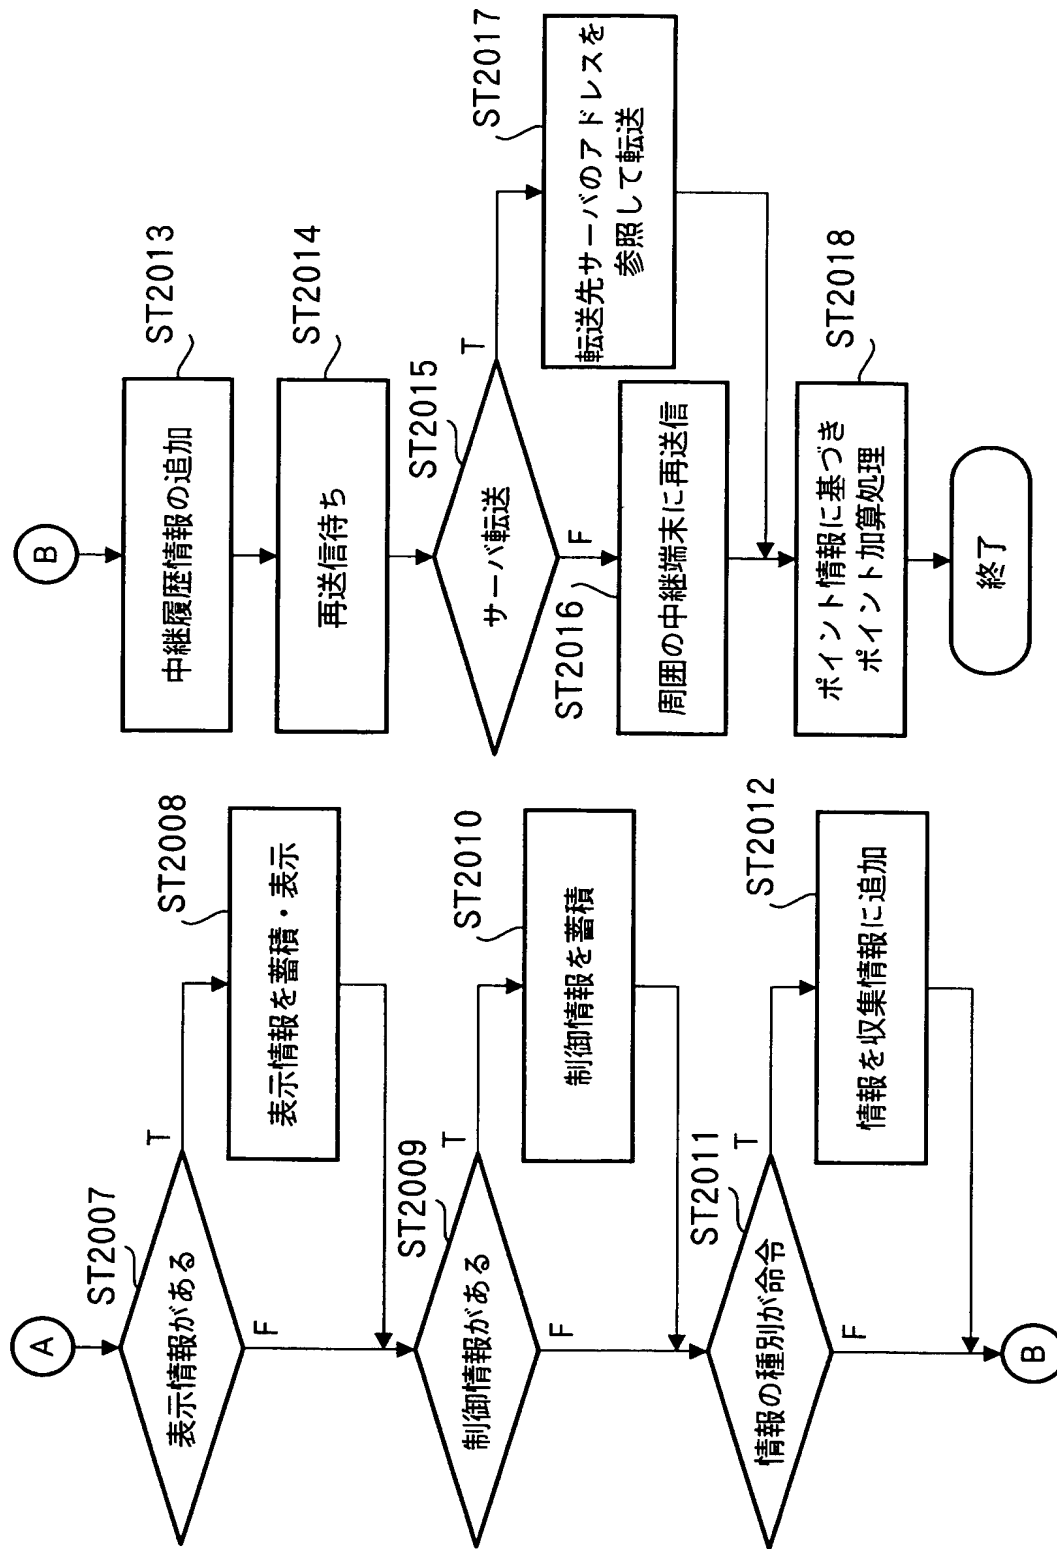 A
表示情報がある
ST2007
T
F
表示情報を蓄積・表示
ST2008
制御情報がある
ST2009
T
F
制御情報を蓄積
ST2010
情報の種別が命令
ST2011
T
F
情報を収集情報に追加
ST2012
B
B
中継履歴情報の追加
ST2013
再送信待ち
ST2014
サーバ転送
ST2015
T
F
周囲の中継端末に再送信
ST2016
転送先サーバのアドレスを
参照して転送
ST2017
ポイント情報に基づき
ポイント加算処理
ST2018
終了